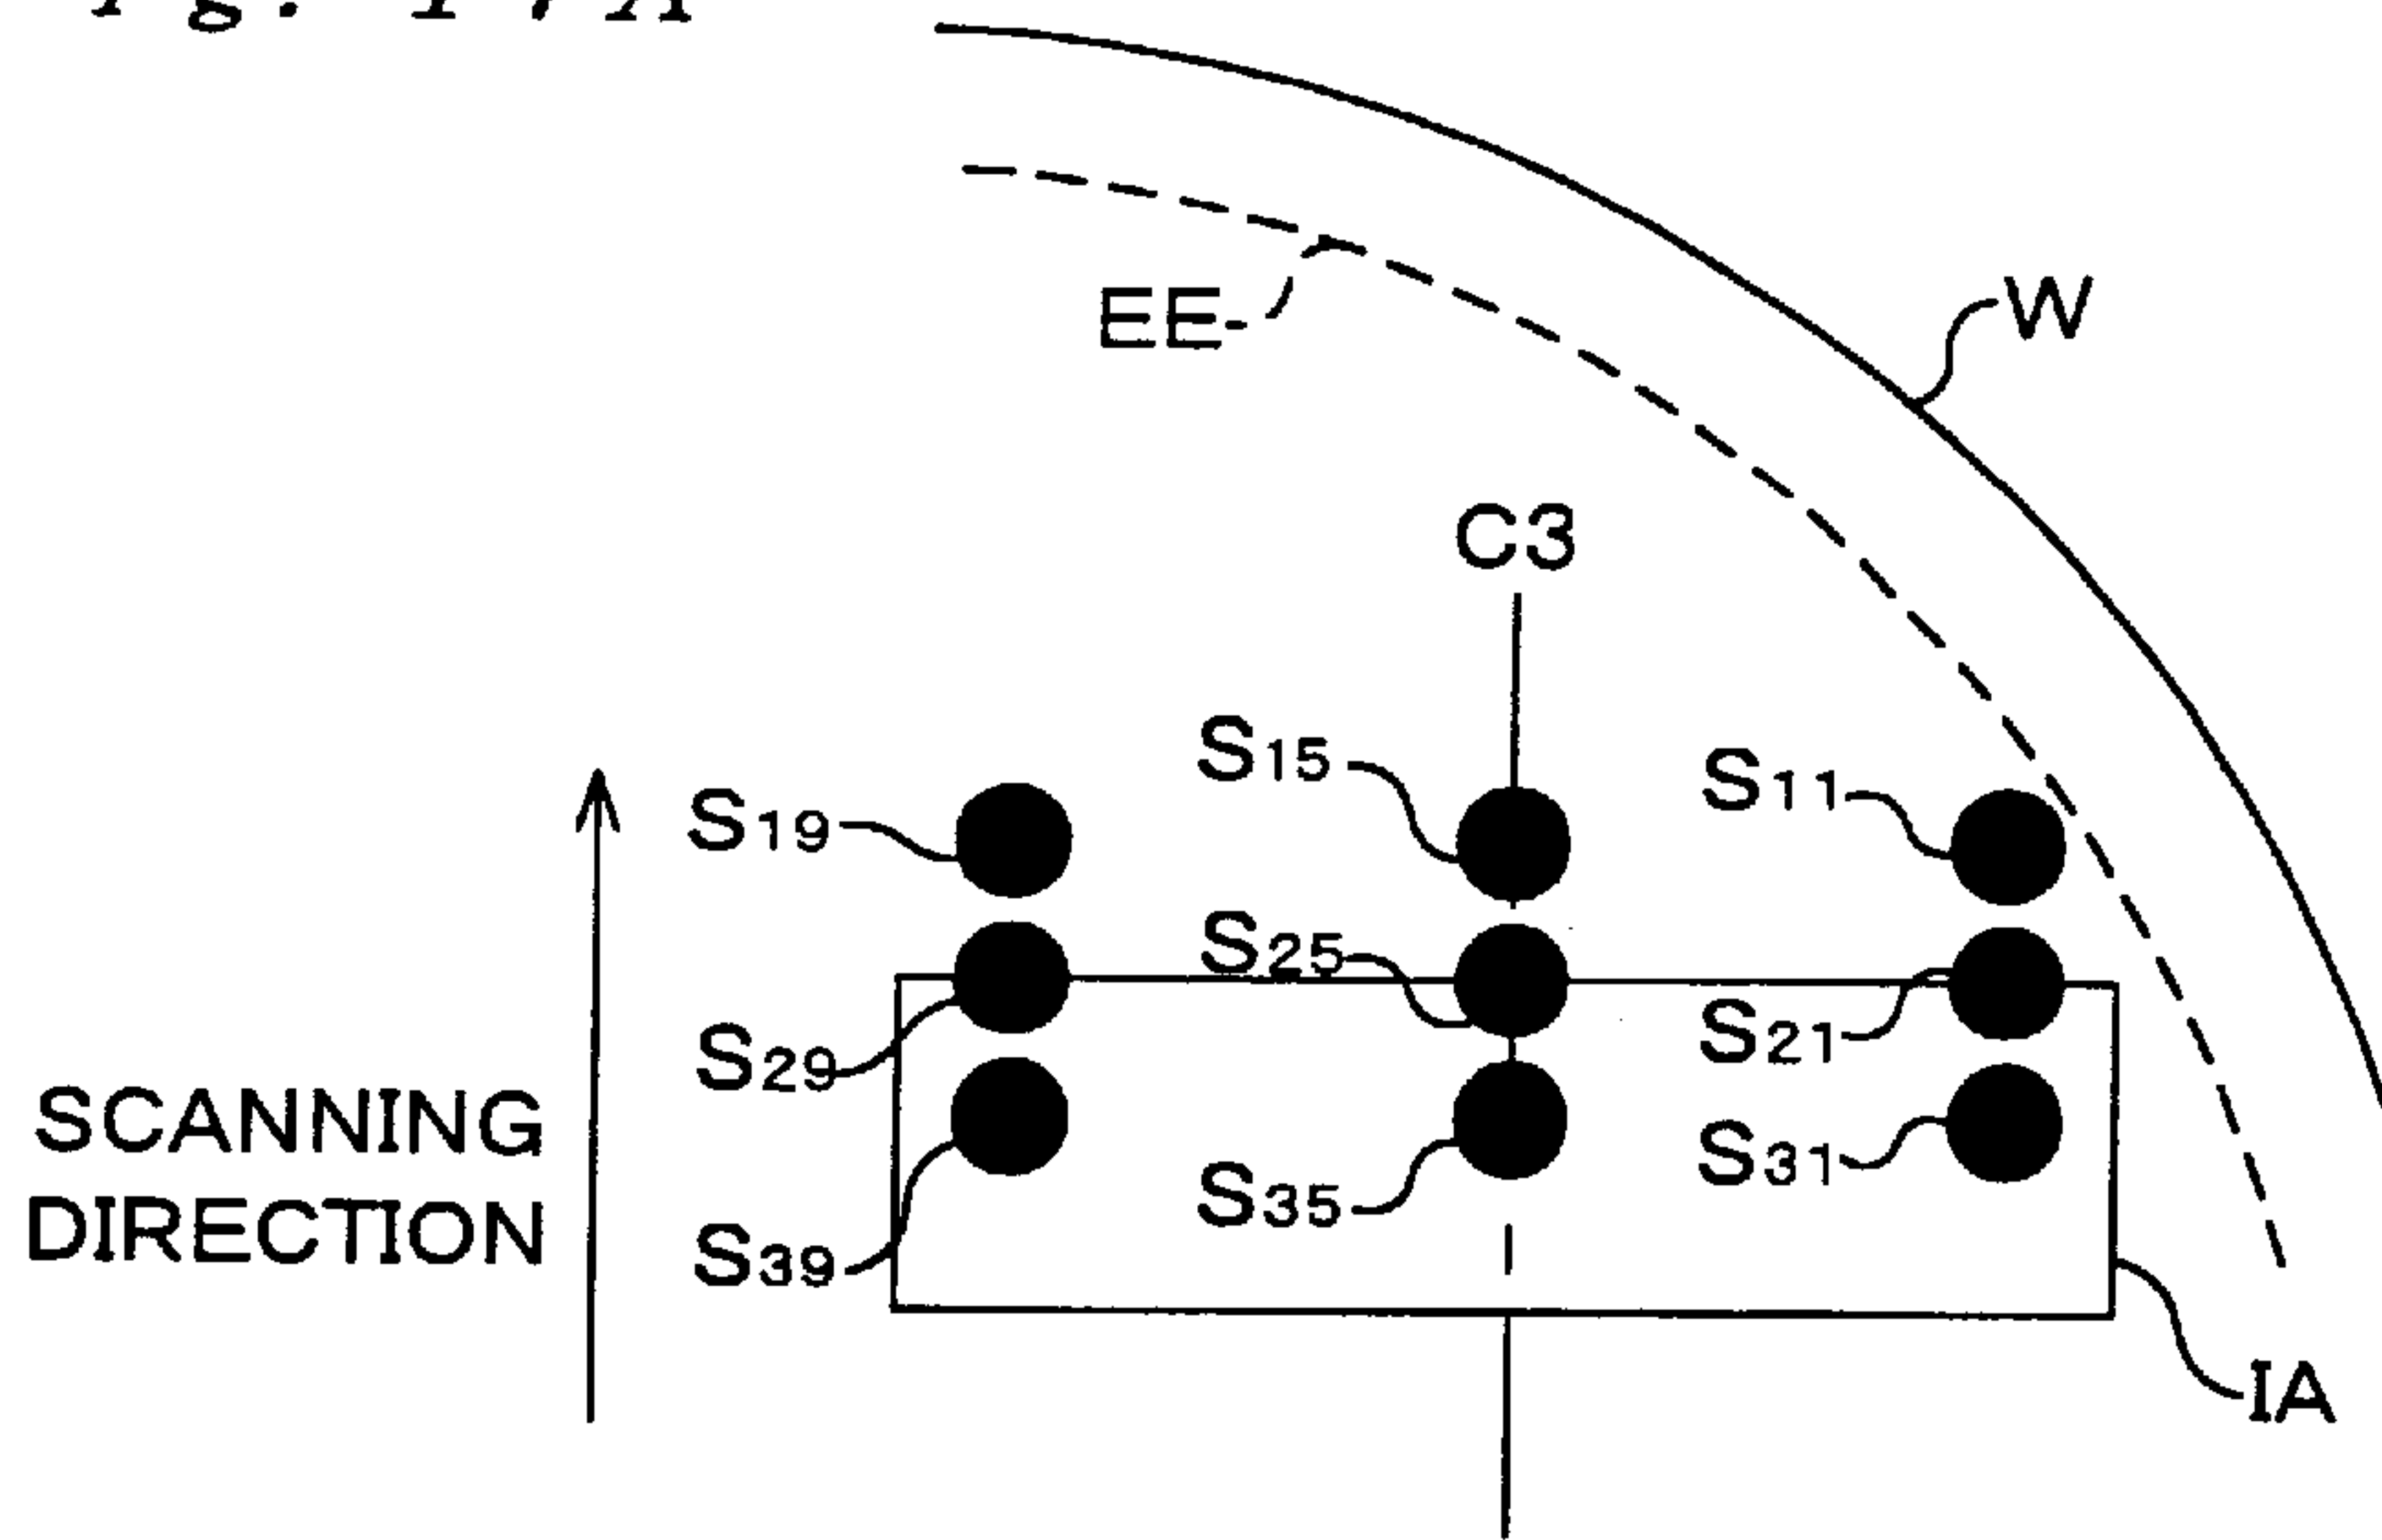 EE
W
C3
S15
S11
S19
S25
S21
S29
SCANNING
DIRECTION
S31
S35
S39
IA